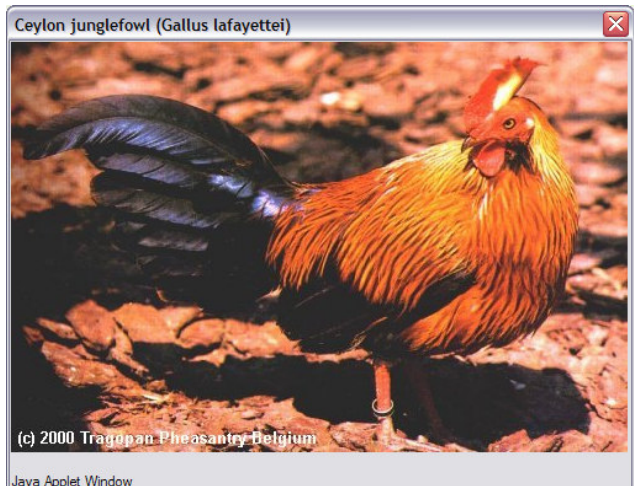 Ceylon junglefowl (Gallus lafayettei)
(c) 2000 Tragopan Pheasantry Belgium
Java Applet Window